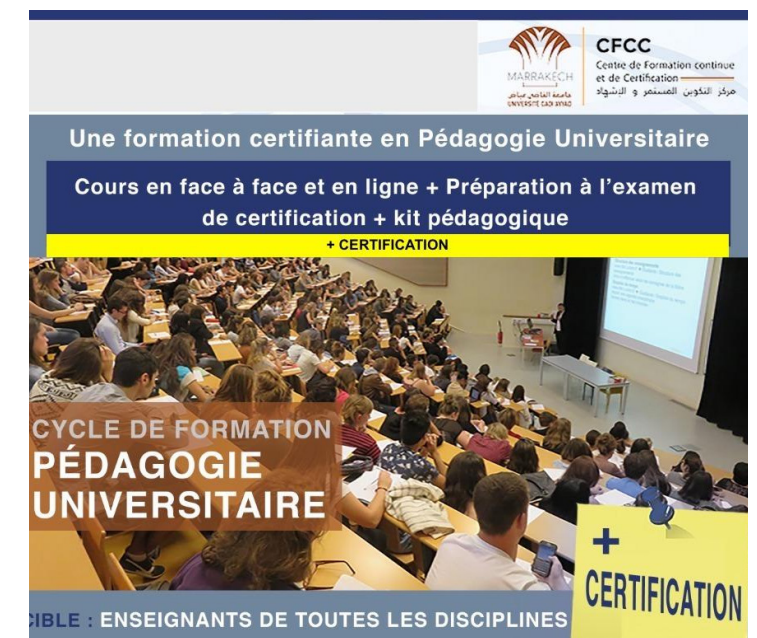 CFCC
Centre de Formation continue
et de Certification
مركز التكوين المستمر و الإشهاد
MARRAKECH
جامعة القاضي عياض
UNIVERSITÉ CADI AYYAD
Une formation certifiante en Pédagogie Universitaire
Cours en face à face et en ligne + Préparation à l'examen
de certification + kit pédagogique
+ CERTIFICATION
CYCLE DE FORMATION
PÉDAGOGIE
UNIVERSITAIRE
+
CERTIFICATION
CIBLE : ENSEIGNANTS DE TOUTES LES DISCIPLINES